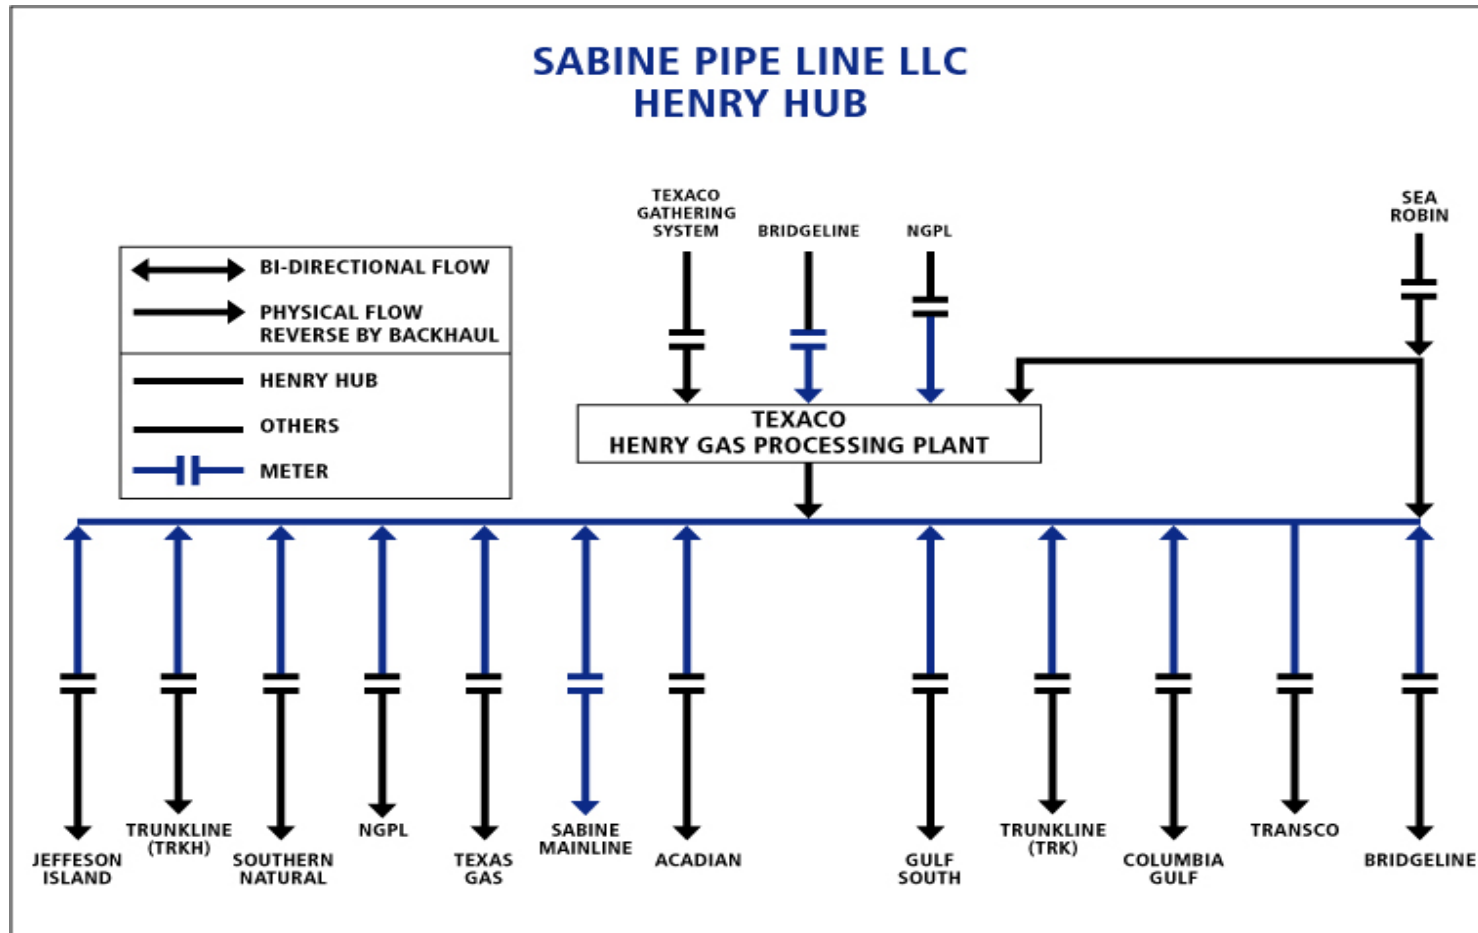 SABINE PIPE LINE LLC
HENRY HUB
TEXACO
GATHERING
SYSTEM
BRIDGELINE
NGPL
SEA
ROBIN
BI-DIRECTIONAL FLOW
PHYSICAL FLOW
REVERSE BY BACKHAUL
HENRY HUB
OTHERS
METER
TEXACO
HENRY GAS PROCESSING PLANT
JEFFESON
ISLAND
TRUNKLINE
(TRKH)
SOUTHERN
NATURAL
NGPL
TEXAS
GAS
SABINE
MAINLINE
ACADIAN
GULF
SOUTH
TRUNKLINE
(TRK)
COLUMBIA
GULF
TRANSCO
BRIDGELINE